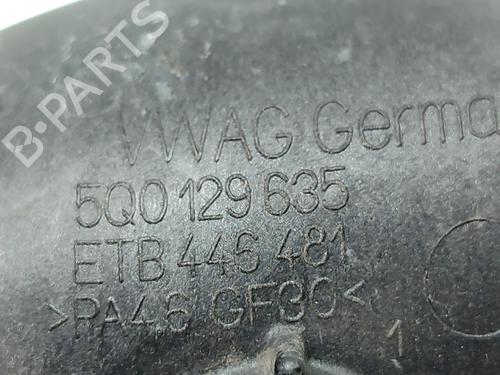 B-PARTS
VWAG Germa
5Q0 129 635
ETB 446 481
>PA46 GF30<
1